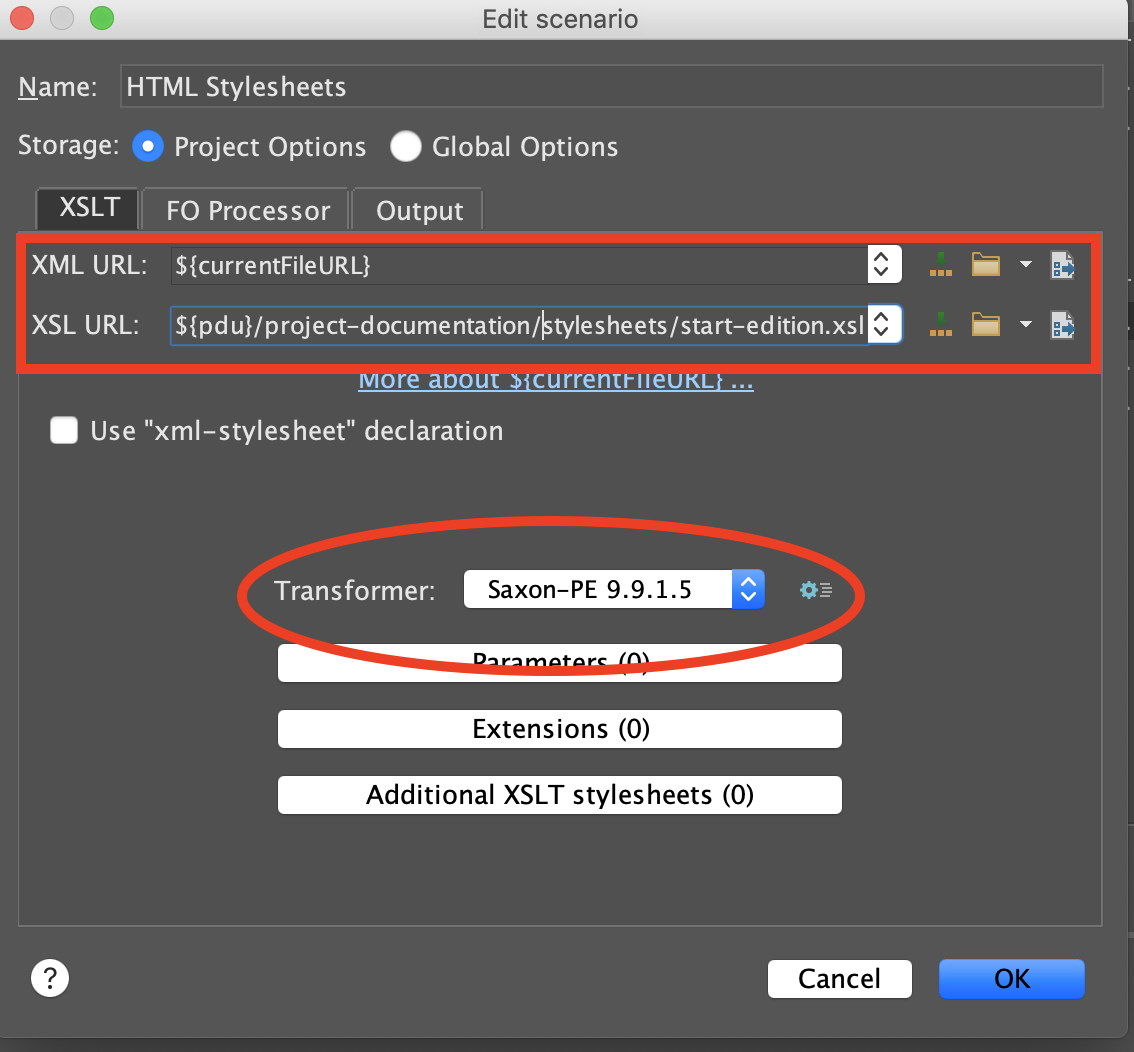 Edit scenario
Name: HTML Stylesheets
Storage: Project Options Global Options
XSLT FO Processor Output
XML URL: ${currentFileURL}
XSL URL: ${pdu}/project-documentation/stylesheets/start-edition.xsl
More about ${currentFileURL} ...
Use "xml-stylesheet" declaration
Transformer: Saxon-PE 9.9.1.5
Parameters (0)
Extensions (0)
Additional XSLT stylesheets (0)
? Cancel OK